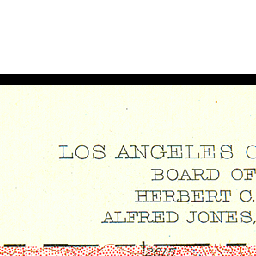 LOS ANGELES C
BOARD OF
HERBERT C.
ALFRED JONES,